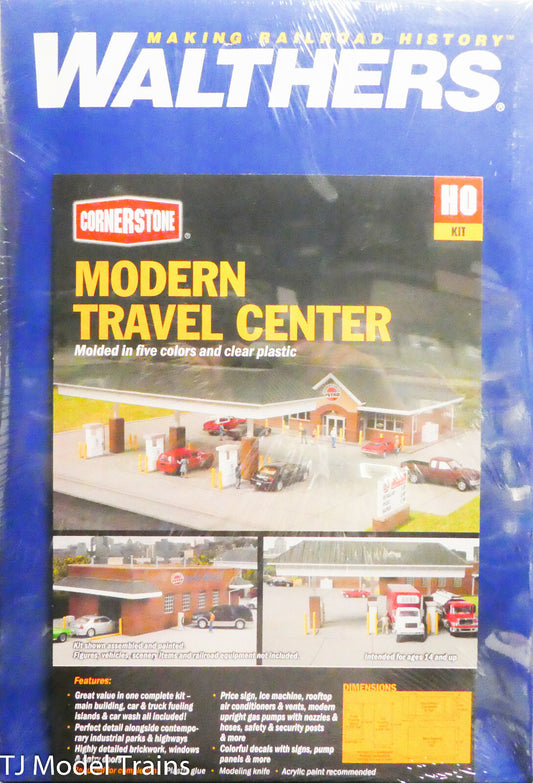 MAKING RAILROAD HISTORY™
WALTHERS®
CORNERSTONE®
HO
KIT
MODERN
TRAVEL CENTER
Molded in five colors and clear plastic
Kit shown assembled and painted.
Figures, vehicles, scenery items and railroad equipment not included.
Intended for ages 14 and up
Features:
• Great value in one complete kit –
main building, car & truck fueling
islands & car wash all included!
• Perfect detail alongside contempo-
rary industrial parks & highways
• Highly detailed brickwork, windows
& entry doors
• Price sign, ice machine, rooftop
air conditioners & vents, modern
upright gas pumps with nozzles &
hoses, safety & security posts
& more
• Colorful decals with signs, pump
panels & more
DIMENSIONS
• Plastic glue • Modeling knife • Acrylic paint recommended
TJ Model Trains